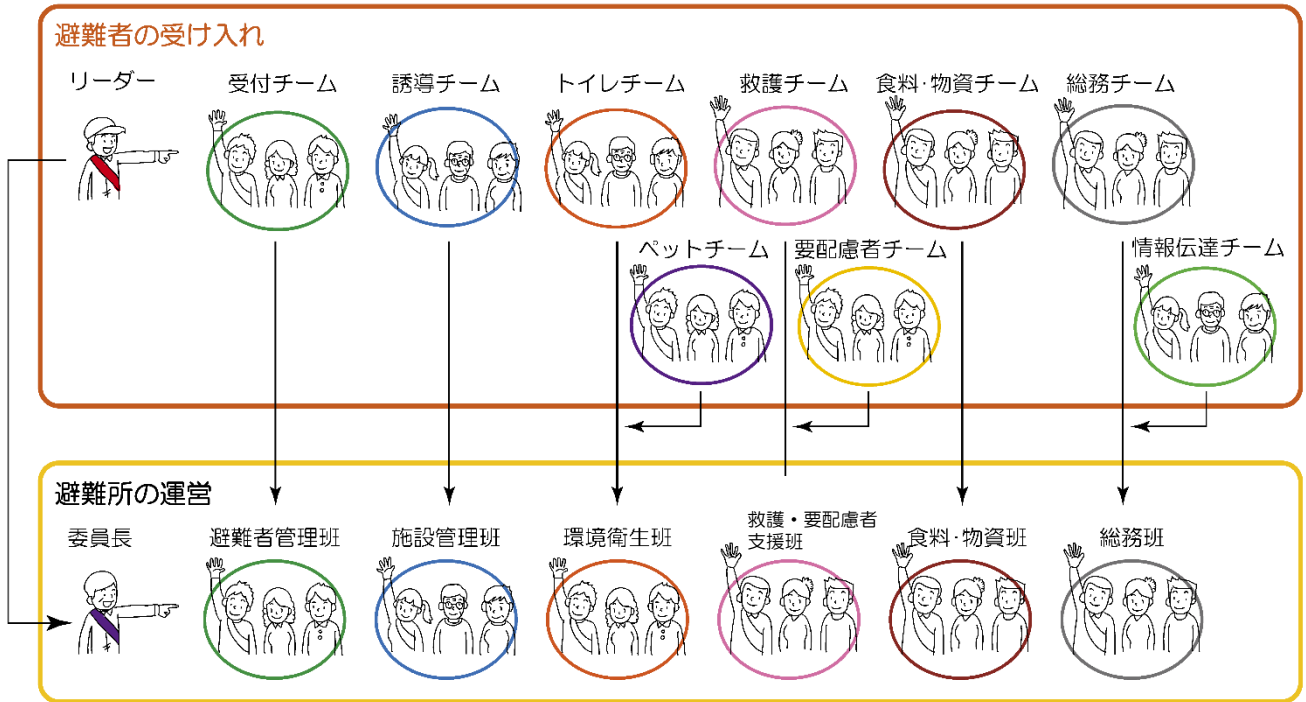 避難者の受け入れ
リーダー
受付チーム
誘導チーム
トイレチーム
救護チーム
食料･物資チーム
総務チーム
ペットチーム
要配慮者チーム
情報伝達チーム
避難所の運営
委員長
避難者管理班
施設管理班
環境衛生班
救護・要配慮者
支援班
食料･物資班
総務班